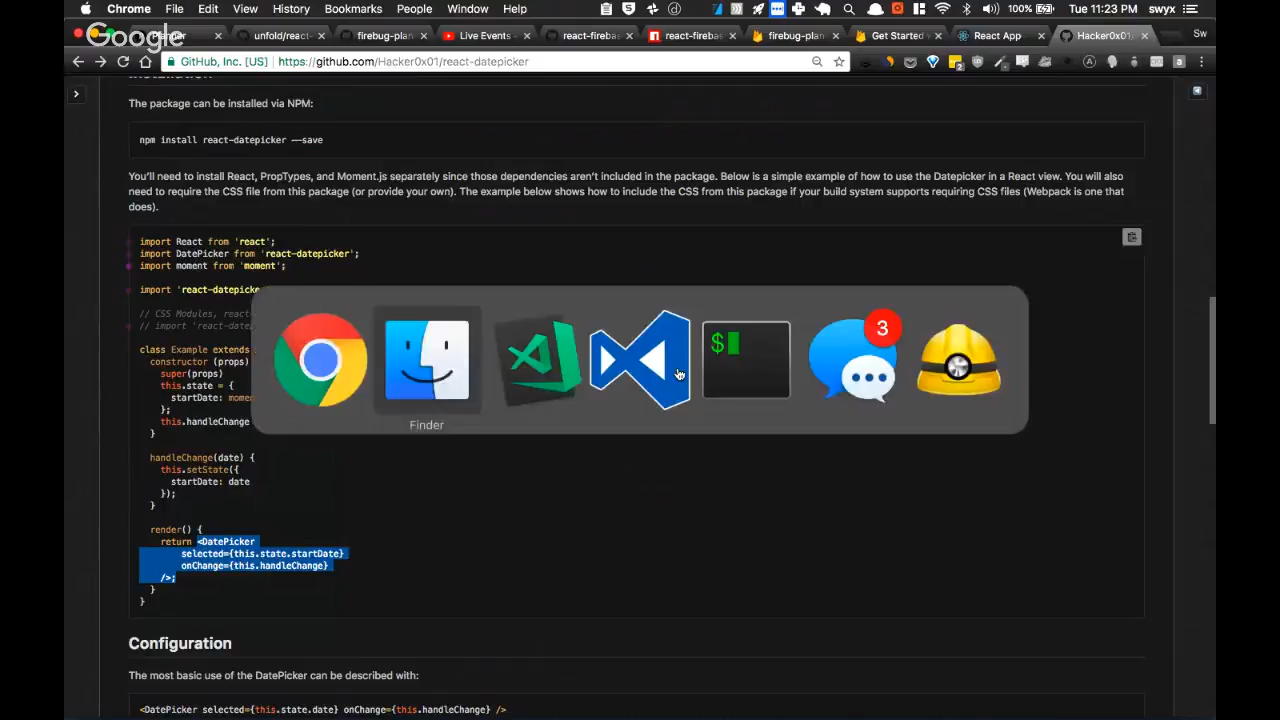 Chrome File Edit View History Bookmarks People Window Help 100% Tue 11:23 PM swyx
Google
unfold/react- firebug-plan Live Events - react-firebas react-firebas firebug-plan Get Started React App Hacker0x01/ Sw
GitHub, Inc. [US] https://github.com/Hacker0x01/react-datepicker
Installation
The package can be installed via NPM:
npm install react-datepicker --save
You'll need to install React, PropTypes, and Moment.js separately since those dependencies aren't included in the package. Below is a simple example of how to use the Datepicker in a React view. You will also
need to require the CSS file from this package (or provide your own). The example below shows how to include the CSS from this package if your build system supports requiring CSS files (Webpack is one that
does).
import React from 'react';
import DatePicker from 'react-datepicker';
import moment from 'moment';
import 'react-datepicke
// CSS Modules, react
// import 'react-date
class Example extends
constructor (props)
super(props)
this.state = {
startDate: mome
};
this.handleChange
}
$
3
Finder
handleChange(date) {
this.setState({
startDate: date
});
}
render() {
return <DatePicker
selected={this.state.startDate}
onChange={this.handleChange}
/>;
}
}
Configuration
The most basic use of the DatePicker can be described with:
<DatePicker selected={this.state.date} onChange={this.handleChange} />